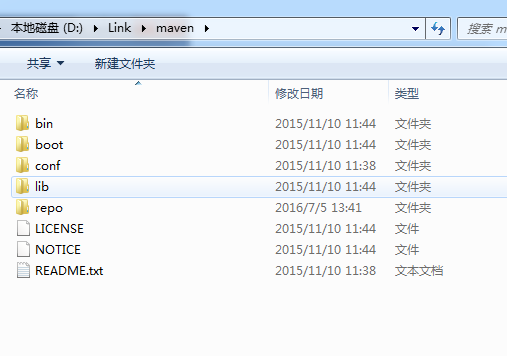 本地磁盘 (D:) Link maven 搜索 m
共享 新建文件夹
名称 修改日期 类型
bin 2015/11/10 11:44 文件夹
boot 2015/11/10 11:44 文件夹
conf 2015/11/10 11:38 文件夹
lib 2015/11/10 11:44 文件夹
repo 2016/7/5 13:41 文件夹
LICENSE 2015/11/10 11:44 文件
NOTICE 2015/11/10 11:44 文件
README.txt 2015/11/10 11:38 文本文档